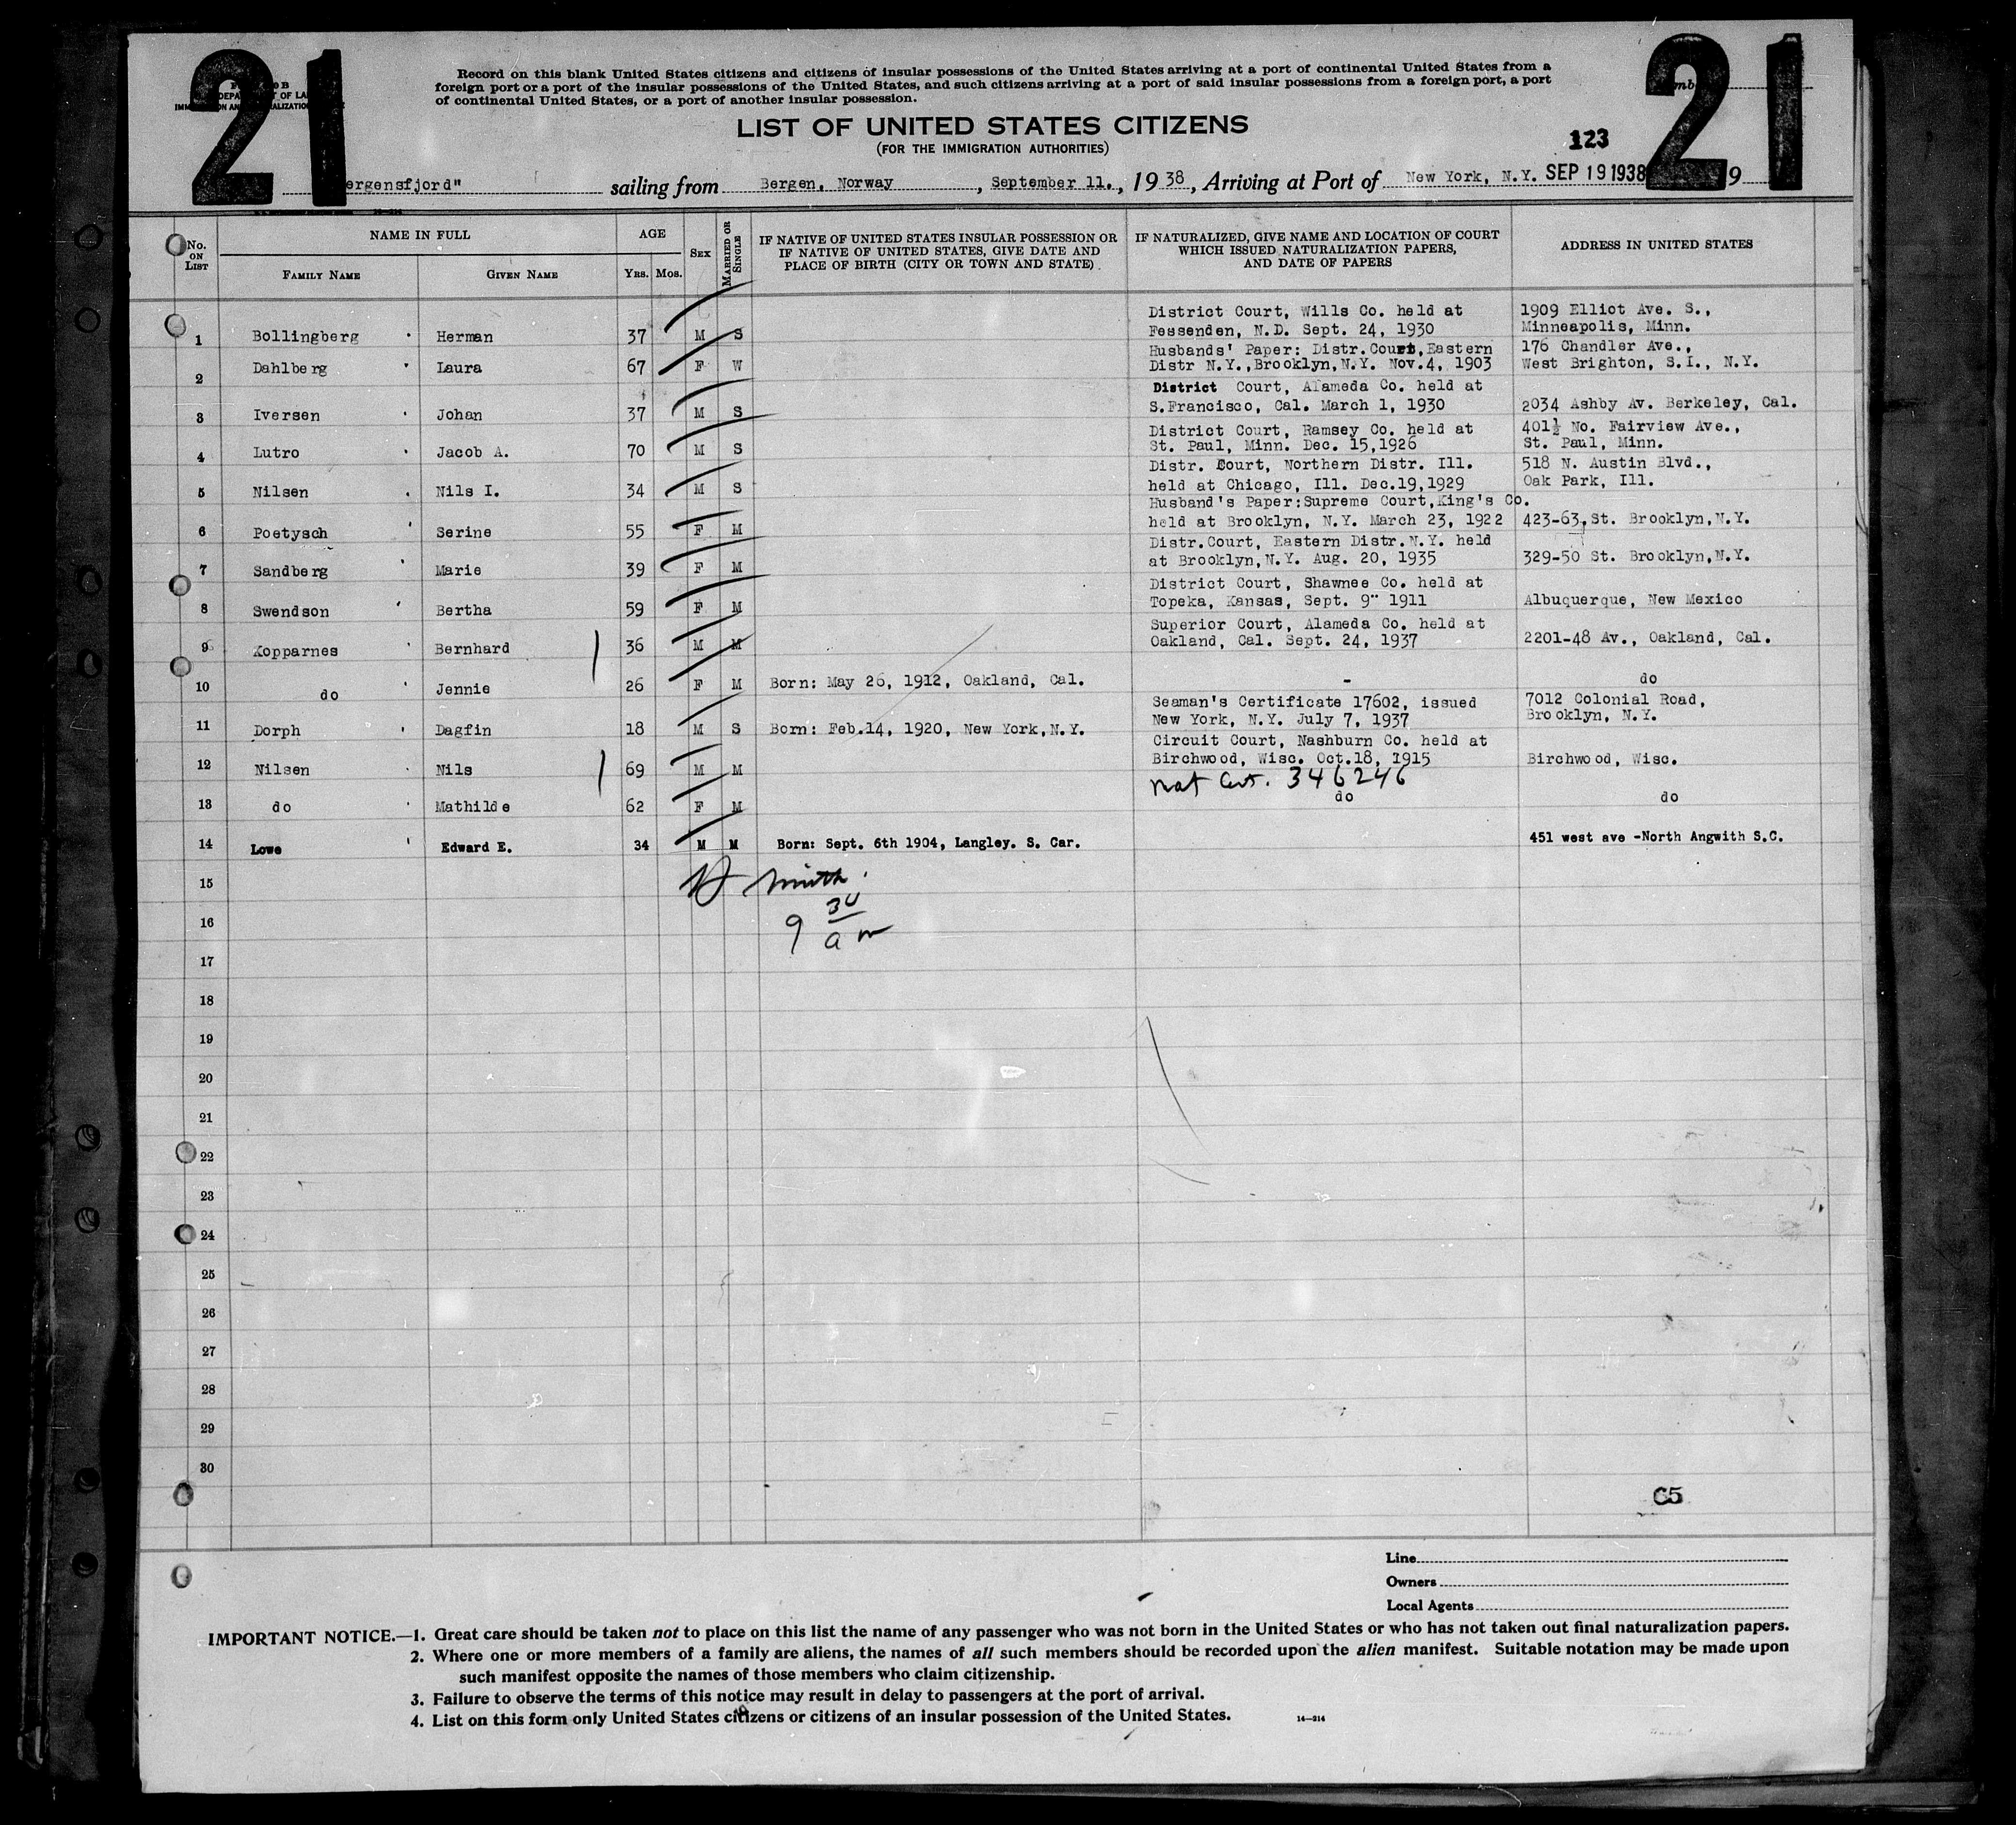 21
21
Record on this blank United States citizens and citizens of insular possessions of the United States arriving at a port of continental United States from a
foreign port or a port of the insular possessions of the United States, and such citizens arriving at a port of said insular possessions from a foreign port, a port
of continental United States, or a port of another insular possession.
LIST OF UNITED STATES CITIZENS
(FOR THE IMMIGRATION AUTHORITIES)
123
ergensfjord" sailing from Bergen, Norway, September 11., 1938, Arriving at Port of New York, N.Y. SEP 19 1938 9
No. ON LIST NAME IN FULL AGE SEX MARRIED OR SINGLE IF NATIVE OF UNITED STATES INSULAR POSSESSION OR IF NATIVE OF UNITED STATES, GIVE DATE AND PLACE OF BIRTH (CITY OR TOWN AND STATE) IF NATURALIZED, GIVE NAME AND LOCATION OF COURT WHICH ISSUED NATURALIZATION PAPERS, AND DATE OF PAPERS ADDRESS IN UNITED STATES
FAMILY NAME GIVEN NAME YRS. MOS.
1 Bollingberg Herman 37 M S District Court, Wills Co. held at Fessenden, N.D. Sept. 24, 1930 1909 Elliot Ave. S., Minneapolis, Minn.
2 Dahlberg Laura 67 F W Husbands' Paper: Distr.Court,Eastern Distr N.Y.,Brooklyn,N.Y. Nov.4, 1903 176 Chandler Ave., West Brighton, S.I., N.Y.
3 Iversen Johan 37 M S District Court, Alameda Co. held at S.Francisco, Cal. March 1, 1930 2034 Ashby Av. Berkeley, Cal.
4 Lutro Jacob A. 70 M S District Court, Ramsey Co. held at St. Paul, Minn. Dec. 15,1926 401½ No. Fairview Ave., St. Paul, Minn.
5 Nilsen Nils I. 34 M S Distr. Court, Northern Distr. Ill. held at Chicago, Ill. Dec.19,1929 518 N. Austin Blvd., Oak Park, Ill.
6 Poetysch Serine 55 F M Husband's Paper:Supreme Court,King's Co. held at Brooklyn, N.Y. March 23, 1922 423-63,St. Brooklyn,N.Y.
7 Sandberg Marie 39 F M Distr.Court, Eastern Distr.N.Y. held at Brooklyn,N.Y. Aug. 20, 1935 329-50 St. Brooklyn,N.Y.
8 Swendson Bertha 59 F M District Court, Shawnee Co. held at Topeka, Kansas, Sept. 9" 1911 Albuquerque, New Mexico
9 Kopparnes Bernhard 36 M M Superior Court, Alameda Co. held at Oakland, Cal. Sept. 24, 1937 2201-48 Av., Oakland, Cal.
10 do Jennie 26 F M Born: May 26, 1912, Oakland, Cal. - do
11 Dorph Dagfin 18 M S Born: Feb.14, 1920, New York,N.Y. Seaman's Certificate 17602, issued New York, N.Y. July 7, 1937 7012 Colonial Road, Brooklyn, N.Y.
12 Nilsen Nils 69 M M Circuit Court, Nashburn Co. held at Birchwood, Wisc. Oct.18, 1915 Birchwood, Wisc.
nat Cert. 346246
13 do Mathilde 62 F M do do
14 Lowe Edward E. 34 M M Born: Sept. 6th 1904, Langley. S. Car. 451 west ave -North Angwith S.C.
15 Smith
16 9 30 am
17
18
19
20
21
22
23
24
25
26
27
28
29
30
C5
Line
Owners
Local Agents
IMPORTANT NOTICE.—1. Great care should be taken not to place on this list the name of any passenger who was not born in the United States or who has not taken out final naturalization papers.
2. Where one or more members of a family are aliens, the names of all such members should be recorded upon the alien manifest. Suitable notation may be made upon
such manifest opposite the names of those members who claim citizenship.
3. Failure to observe the terms of this notice may result in delay to passengers at the port of arrival.
4. List on this form only United States citizens or citizens of an insular possession of the United States.
14—214